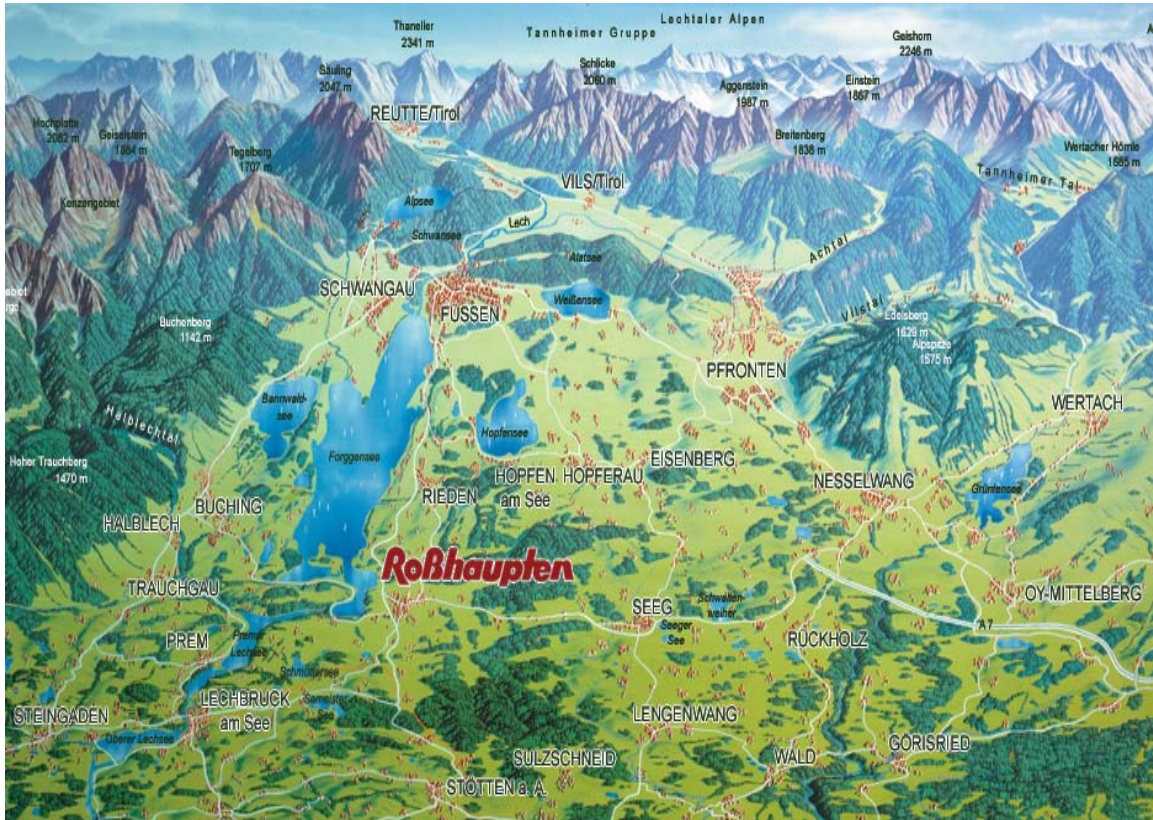 Lechtaler Alpen
Thaneller
2341 m
Tannheimer Gruppe
Geishorn
2246 m
Schlicke
2060 m
Säuling
2047 m
Aggenstein
1987 m
Einstein
1867 m
REUTTE/Tirol
Hochplatte
2082 m
Geiselstein
1884 m
Tegelberg
1707 m
Breitenberg
1838 m
Wertacher Hörnle
1685 m
Tannheimer Tal
Kenzengebiet
VILS/Tirol
Alpsee
Lech
Schwansee
Alatsee
Achtal
SCHWANGAU
FÜSSEN
Weißensee
Vilstal
Edelsberg
1629 m
Alpspitze
1575 m
Buchenberg
1142 m
PFRONTEN
Bannwald-
see
WERTACH
Halblechtal
Hopfensee
Forggensee
Hoher Trauchberg
1470 m
EISENBERG
HOPFEN
am See
HOPFERAU
RIEDEN
NESSELWANG
Grüntensee
BUCHING
HALBLECH
Roßhaupten
TRAUCHGAU
OY-MITTELBERG
SEEG
Schwalten-
weiher
Seeger
See
A7
PREM
Premer
Lechsee
RÜCKHOLZ
Schmuttersee
LECHBRUCK
am See
STEINGADEN
Oberer Lechsee
LENGENWANG
SULZSCHNEID
WALD
GÖRISRIED
STÖTTEN a. A.